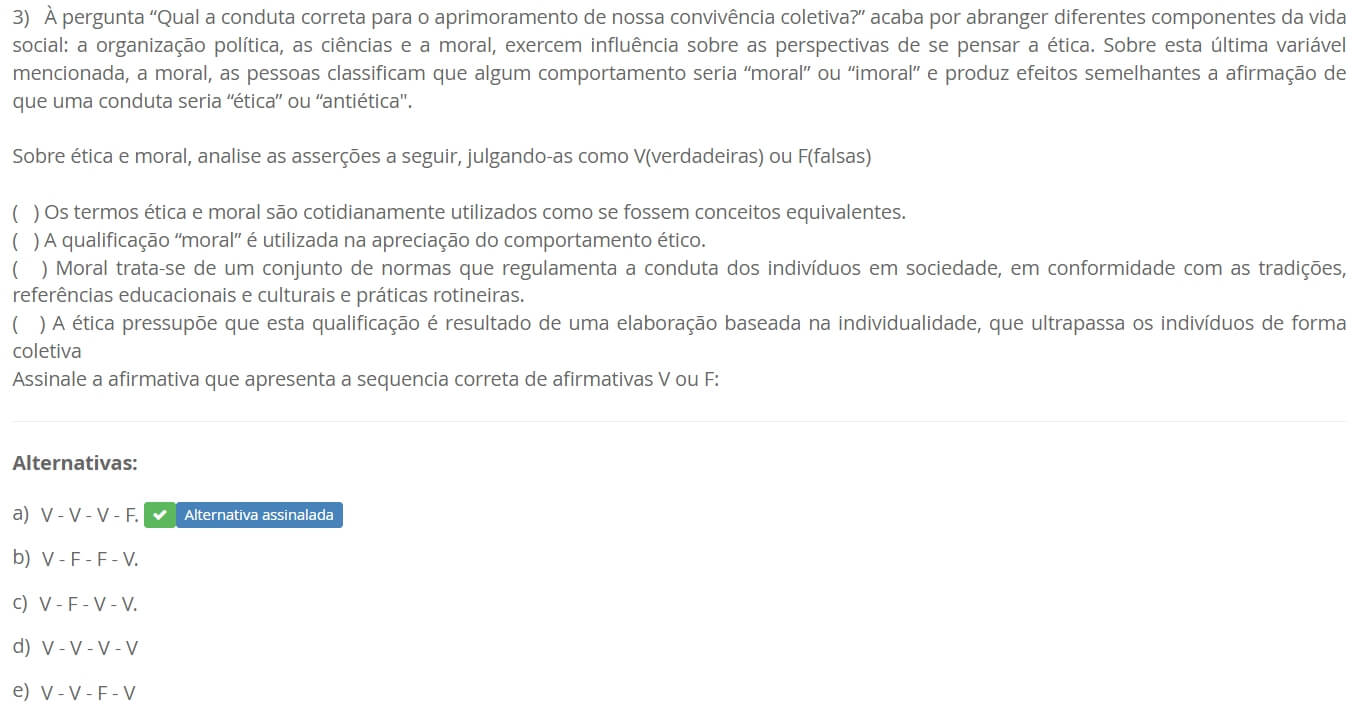 3) À pergunta “Qual a conduta correta para o aprimoramento de nossa convivência coletiva?” acaba por abranger diferentes componentes da vida
social: a organização política, as ciências e a moral, exercem influência sobre as perspectivas de se pensar a ética. Sobre esta última variável
mencionada, a moral, as pessoas classificam que algum comportamento seria “moral” ou “imoral” e produz efeitos semelhantes a afirmação de
que uma conduta seria “ética” ou “antiética".
Sobre ética e moral, analise as asserções a seguir, julgando-as como V(verdadeiras) ou F(falsas)
( ) Os termos ética e moral são cotidianamente utilizados como se fossem conceitos equivalentes.
( ) A qualificação “moral” é utilizada na apreciação do comportamento ético.
( ) Moral trata-se de um conjunto de normas que regulamenta a conduta dos indivíduos em sociedade, em conformidade com as tradições,
referências educacionais e culturais e práticas rotineiras.
( ) A ética pressupõe que esta qualificação é resultado de uma elaboração baseada na individualidade, que ultrapassa os indivíduos de forma
coletiva
Assinale a afirmativa que apresenta a sequencia correta de afirmativas V ou F:
Alternativas:
a) V - V - V - F. Alternativa assinalada
b) V - F - F - V.
c) V - F - V - V.
d) V - V - V - V
e) V - V - F - V